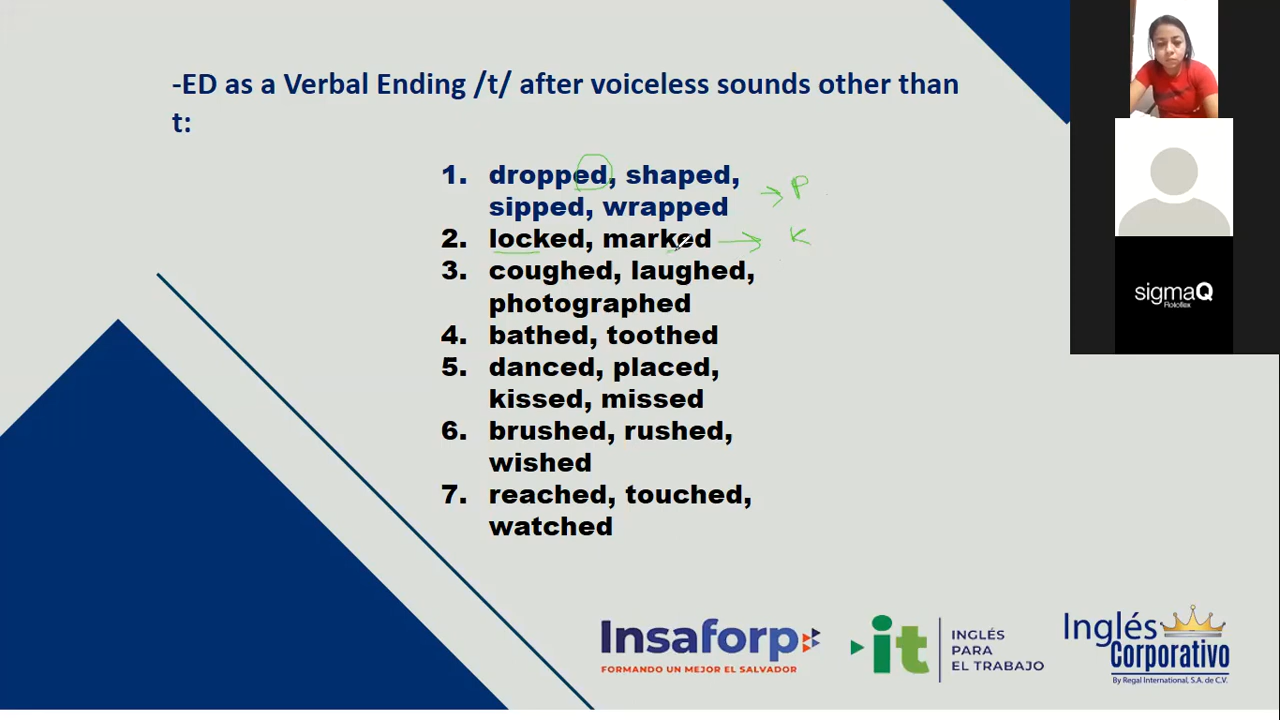 -ED as a Verbal Ending /t/ after voiceless sounds other than
t:
1. dropped, shaped,
sipped, wrapped
P
2. locked, marked
K
3. coughed, laughed,
photographed
4. bathed, toothed
5. danced, placed,
kissed, missed
6. brushed, rushed,
wished
7. reached, touched,
watched
sigmaQ
Rotoflex
Insaforp
FORMANDO UN MEJOR EL SALVADOR
it
INGLÉS
PARA
EL TRABAJO
Inglés
Corporativo
By Regal International, S.A. de C.V.